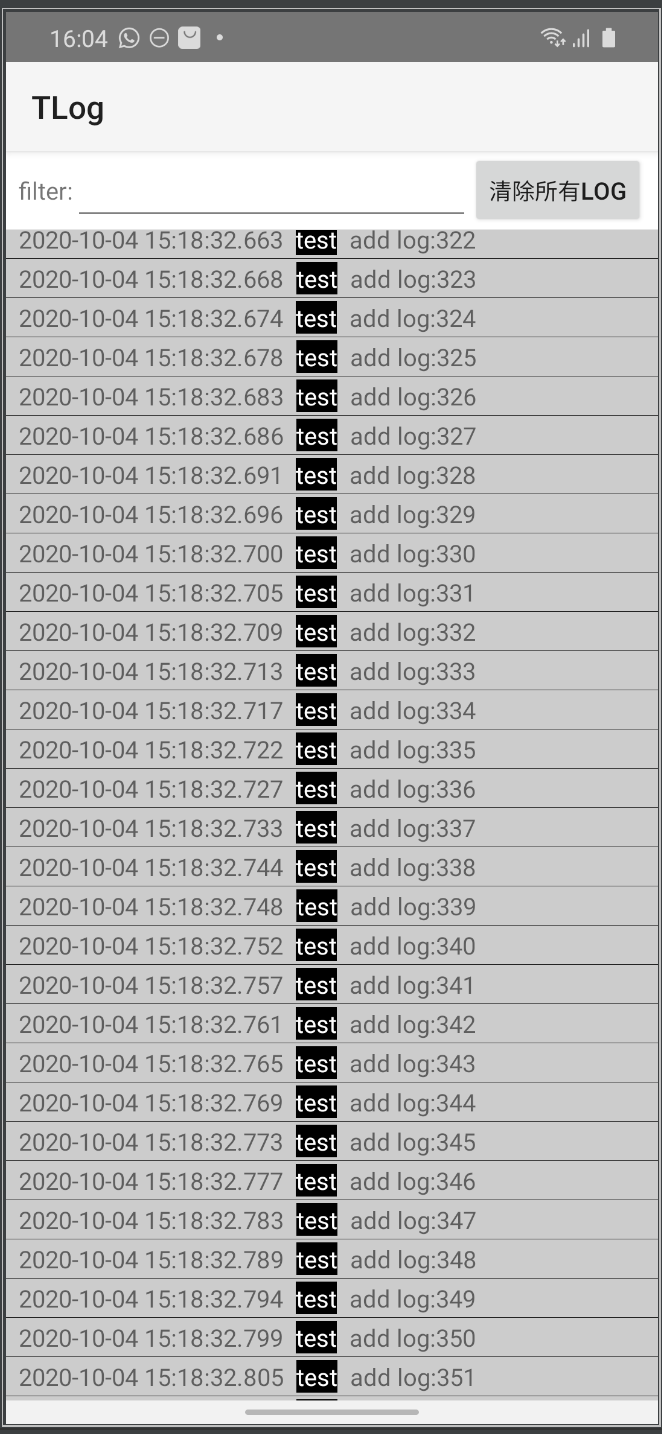 16:04
TLog
filter: 清除所有LOG
2020-10-04 15:18:32.663 test add log:322
2020-10-04 15:18:32.668 test add log:323
2020-10-04 15:18:32.674 test add log:324
2020-10-04 15:18:32.678 test add log:325
2020-10-04 15:18:32.683 test add log:326
2020-10-04 15:18:32.686 test add log:327
2020-10-04 15:18:32.691 test add log:328
2020-10-04 15:18:32.696 test add log:329
2020-10-04 15:18:32.700 test add log:330
2020-10-04 15:18:32.705 test add log:331
2020-10-04 15:18:32.709 test add log:332
2020-10-04 15:18:32.713 test add log:333
2020-10-04 15:18:32.717 test add log:334
2020-10-04 15:18:32.722 test add log:335
2020-10-04 15:18:32.727 test add log:336
2020-10-04 15:18:32.733 test add log:337
2020-10-04 15:18:32.744 test add log:338
2020-10-04 15:18:32.748 test add log:339
2020-10-04 15:18:32.752 test add log:340
2020-10-04 15:18:32.757 test add log:341
2020-10-04 15:18:32.761 test add log:342
2020-10-04 15:18:32.765 test add log:343
2020-10-04 15:18:32.769 test add log:344
2020-10-04 15:18:32.773 test add log:345
2020-10-04 15:18:32.777 test add log:346
2020-10-04 15:18:32.783 test add log:347
2020-10-04 15:18:32.789 test add log:348
2020-10-04 15:18:32.794 test add log:349
2020-10-04 15:18:32.799 test add log:350
2020-10-04 15:18:32.805 test add log:351